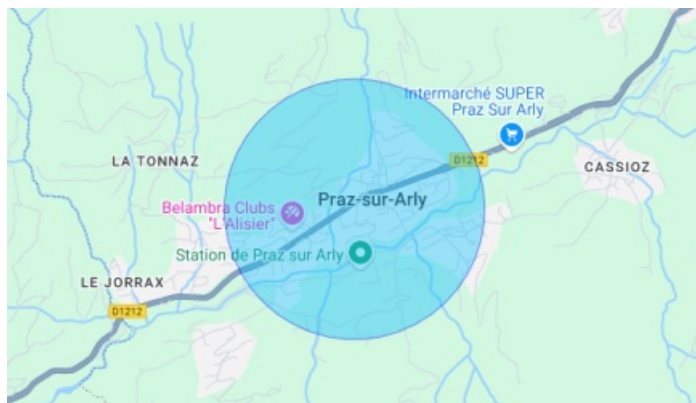 Intermarché SUPER
Praz Sur Arly
D1212
LA TONNAZ
CASSIOZ
Belambra Clubs
"L'Alisier"
Praz-sur-Arly
Station de Praz sur Arly
LE JORRAX
D1212